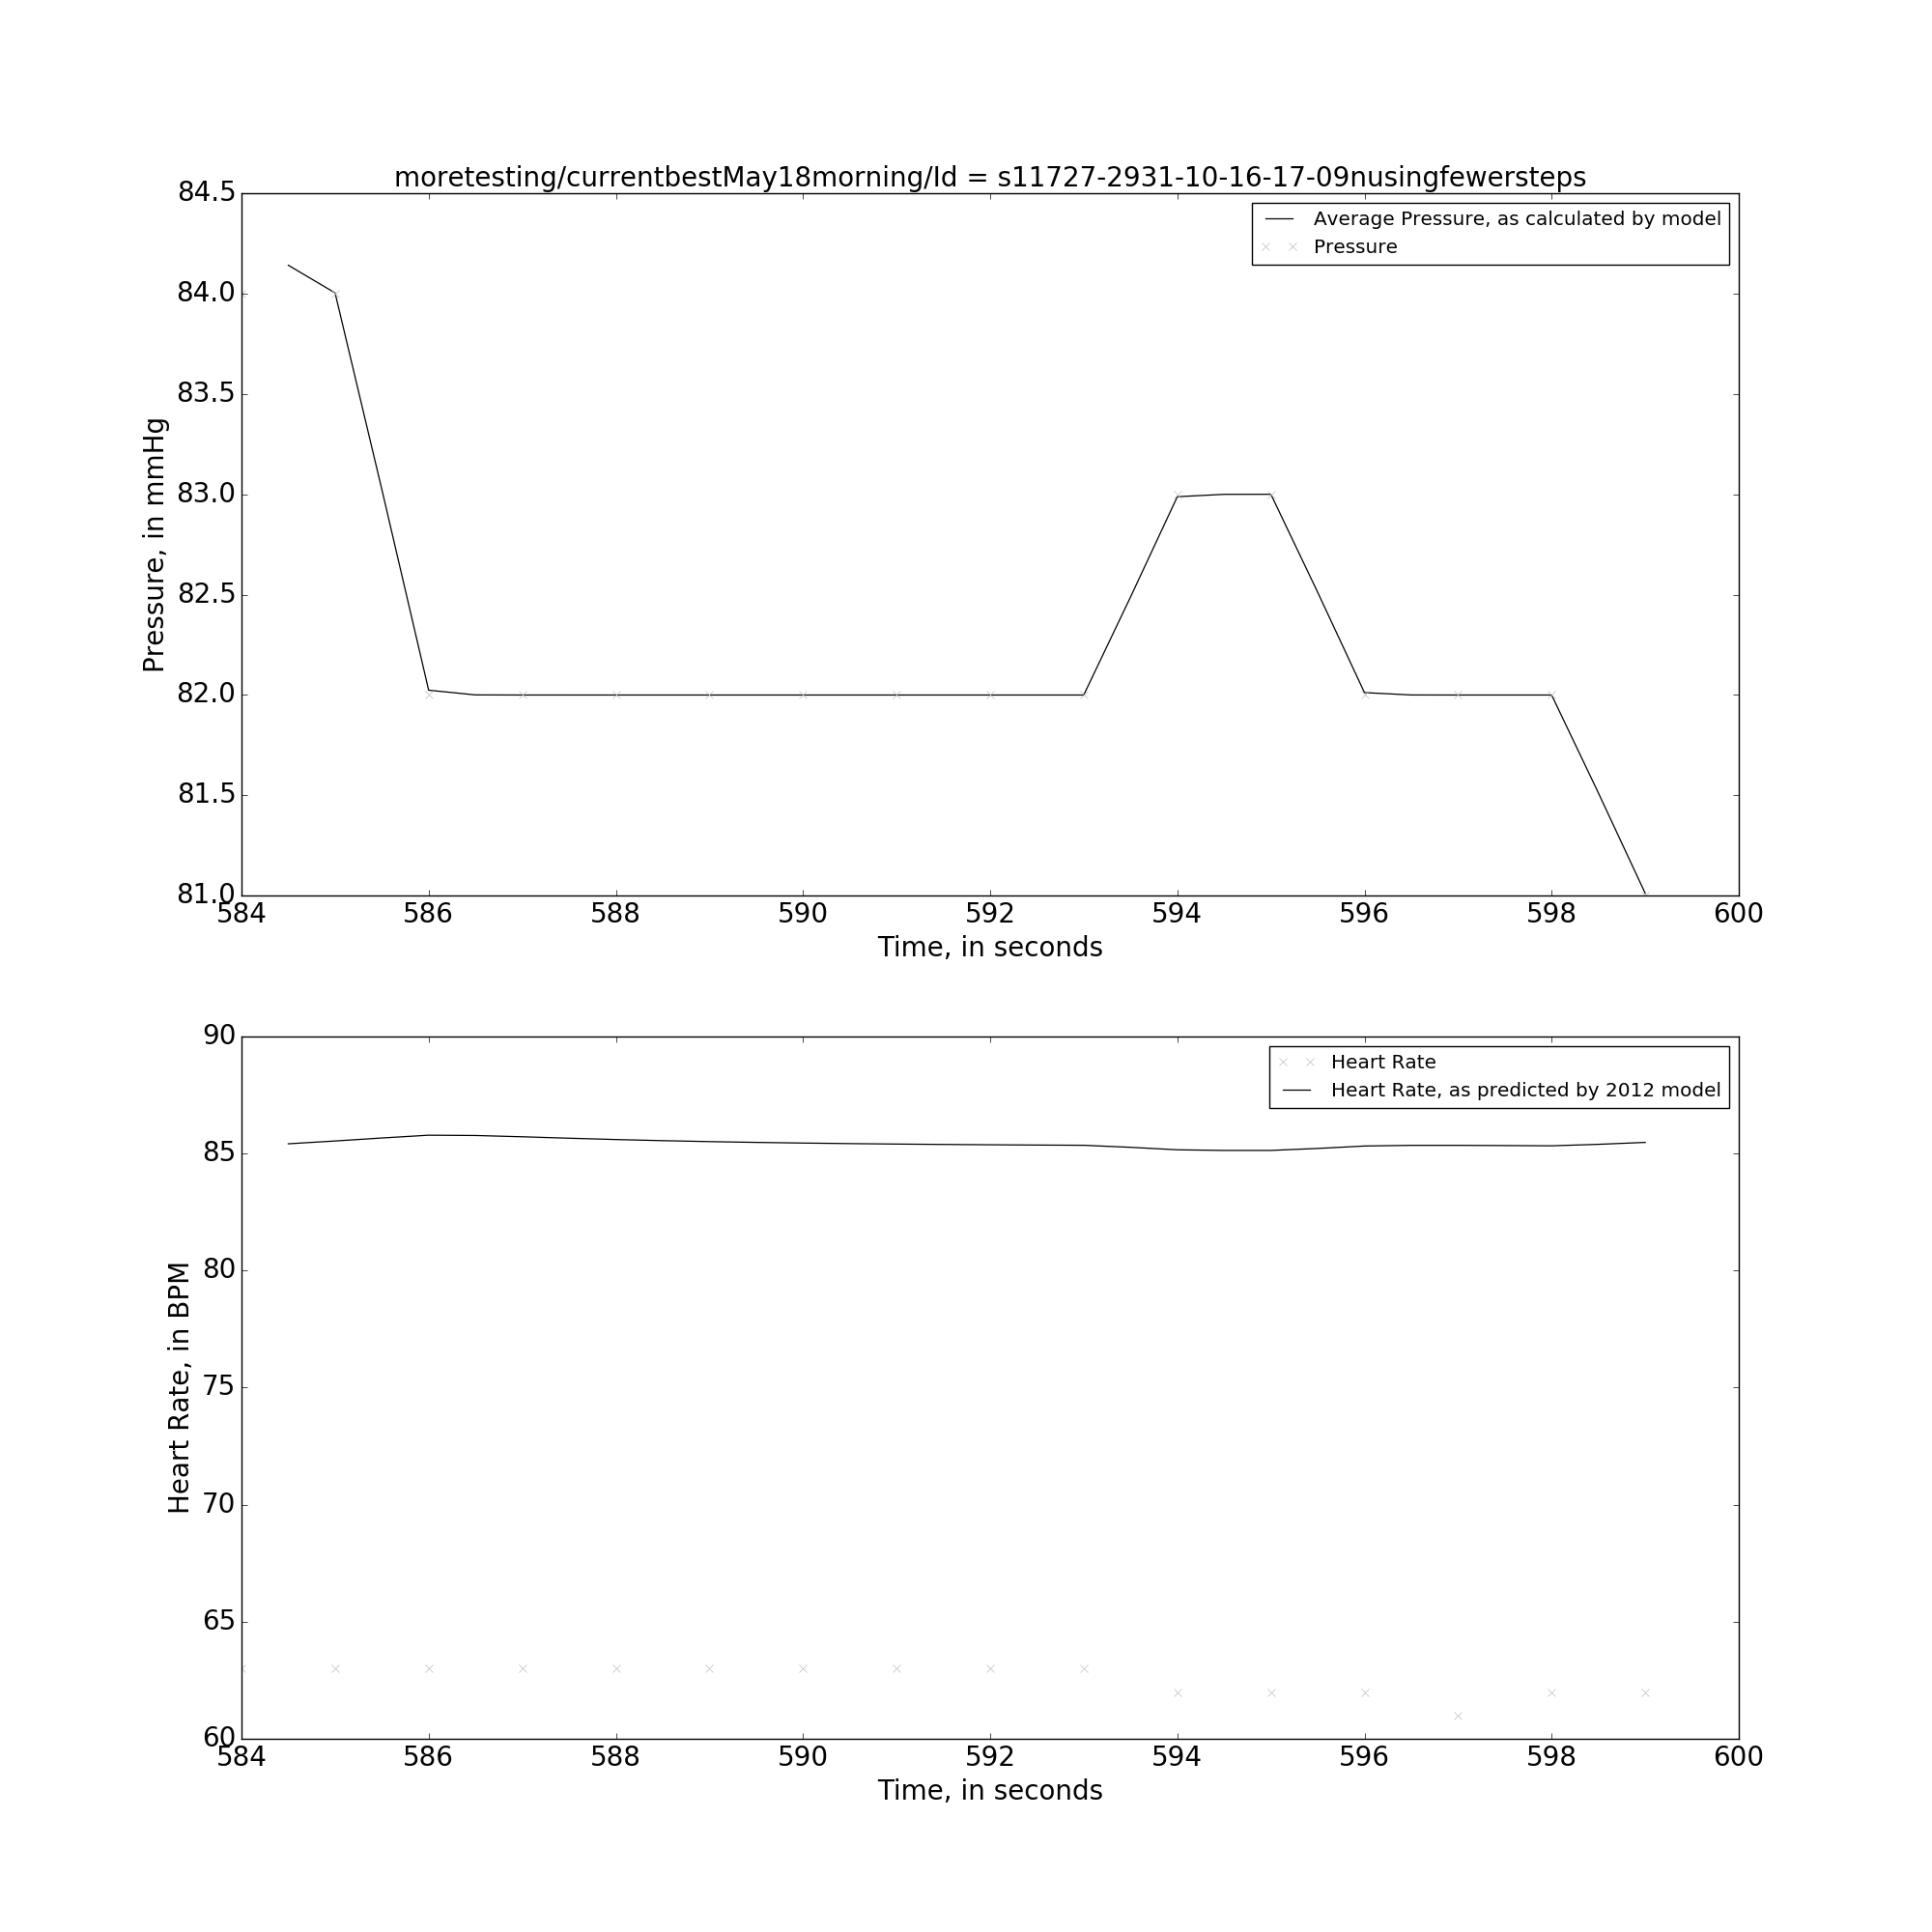 moretesting/currentbestMay18morning/Id = s11727-2931-10-16-17-09nusingfewersteps
84.5
84.0
83.5
83.0
82.5
82.0
81.5
81.0
Pressure, in mmHg
Average Pressure, as calculated by model
Pressure
584 586 588 590 592 594 596 598 600
Time, in seconds
90
85
80
75
70
65
60
Heart Rate, in BPM
Heart Rate
Heart Rate, as predicted by 2012 model
584 586 588 590 592 594 596 598 600
Time, in seconds